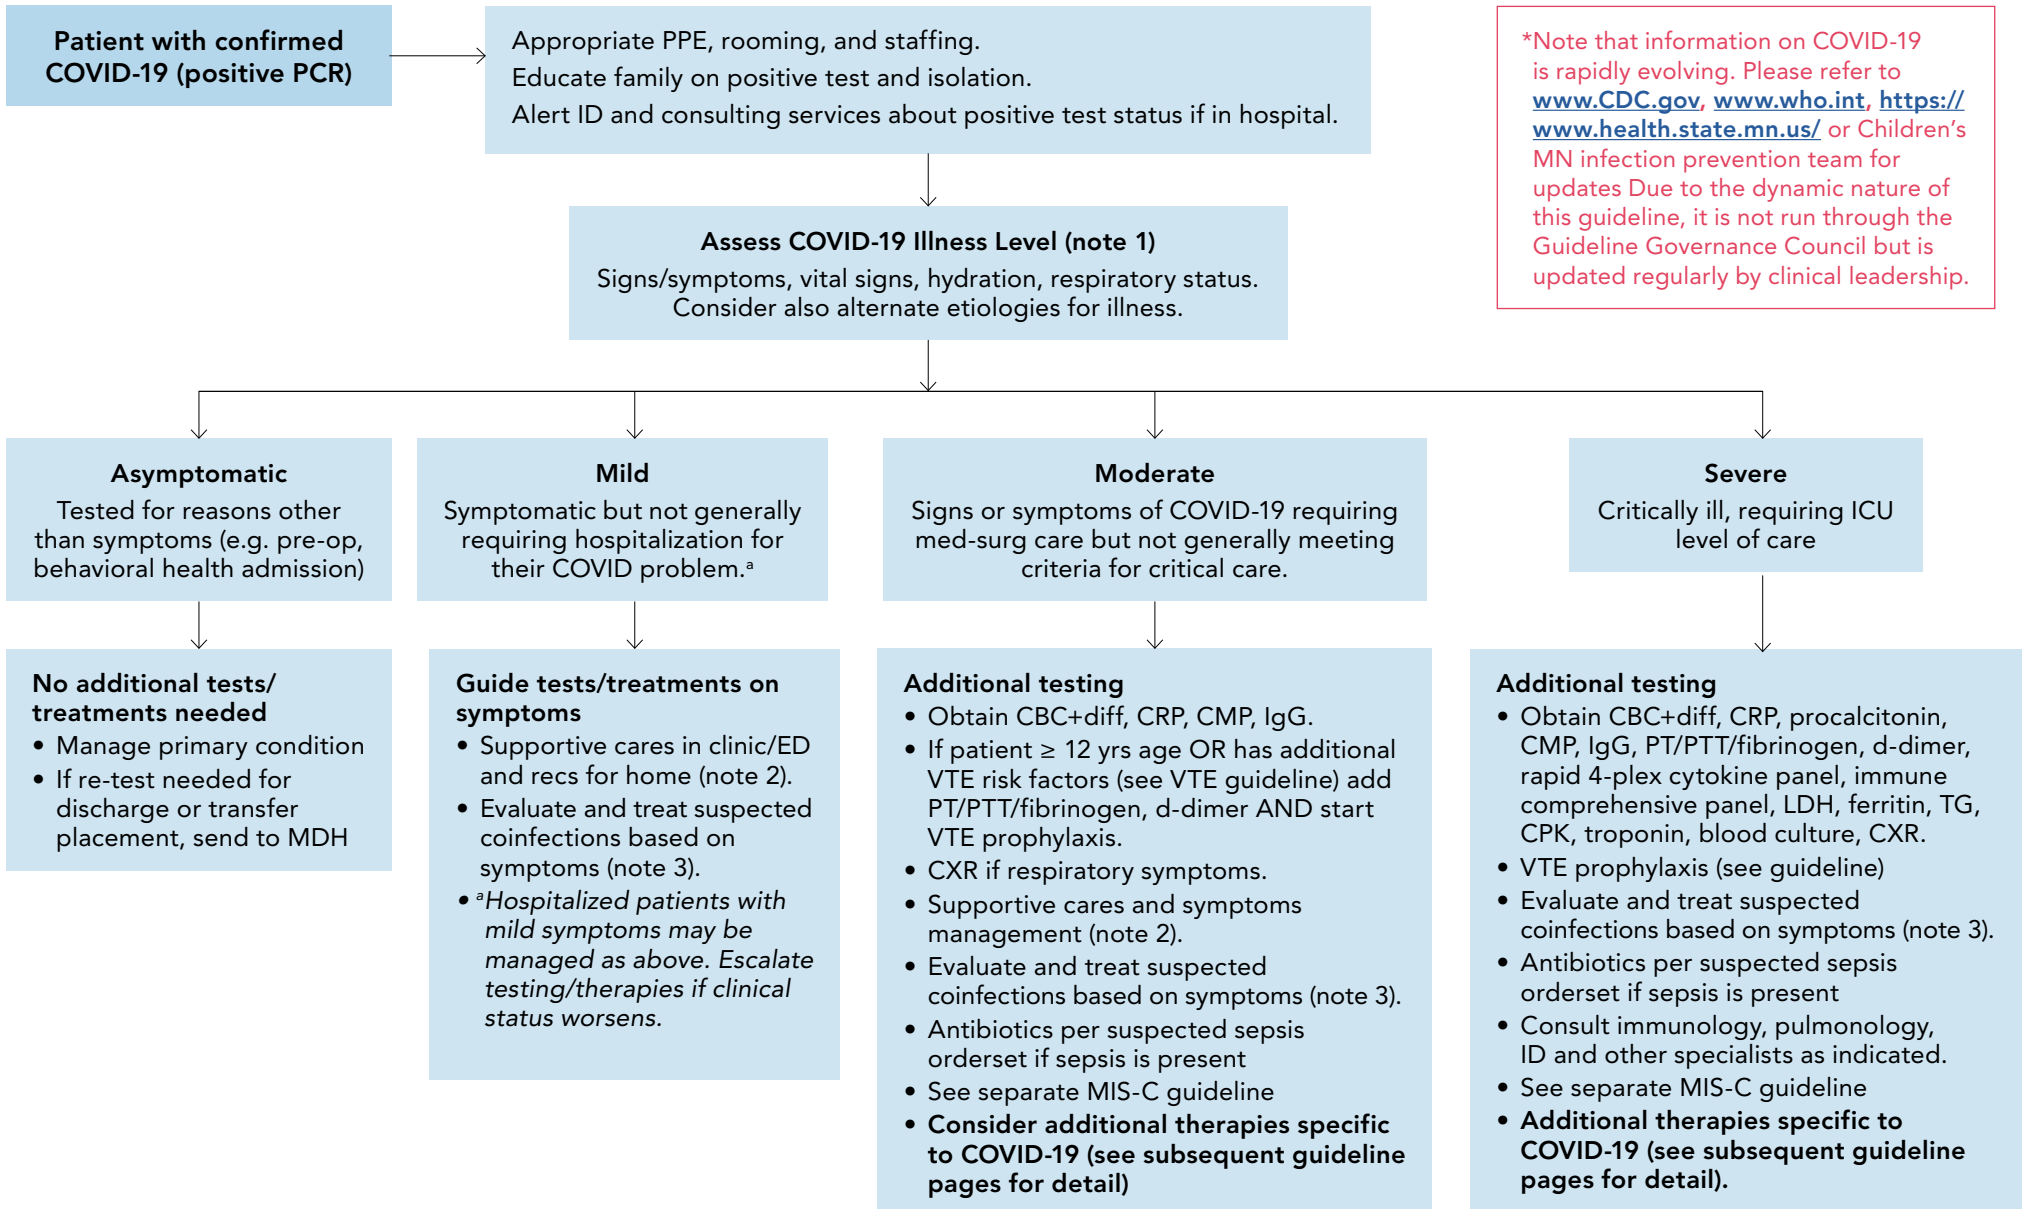 Patient with confirmed
COVID-19 (positive PCR)
Appropriate PPE, rooming, and staffing.
Educate family on positive test and isolation.
Alert ID and consulting services about positive test status if in hospital.
*Note that information on COVID-19
is rapidly evolving. Please refer to
www.CDC.gov, www.who.int, https://
www.health.state.mn.us/ or Children’s
MN infection prevention team for
updates Due to the dynamic nature of
this guideline, it is not run through the
Guideline Governance Council but is
updated regularly by clinical leadership.
Assess COVID-19 Illness Level (note 1)
Signs/symptoms, vital signs, hydration, respiratory status.
Consider also alternate etiologies for illness.
Asymptomatic
Tested for reasons other
than symptoms (e.g. pre-op,
behavioral health admission)
Mild
Symptomatic but not generally
requiring hospitalization for
their COVID problem.ᵃ
Moderate
Signs or symptoms of COVID-19 requiring
med-surg care but not generally meeting
criteria for critical care.
Severe
Critically ill, requiring ICU
level of care
No additional tests/
treatments needed
• Manage primary condition
• If re-test needed for
discharge or transfer
placement, send to MDH
Guide tests/treatments on
symptoms
• Supportive cares in clinic/ED
and recs for home (note 2).
• Evaluate and treat suspected
coinfections based on
symptoms (note 3).
• ᵃHospitalized patients with
mild symptoms may be
managed as above. Escalate
testing/therapies if clinical
status worsens.
Additional testing
• Obtain CBC+diff, CRP, CMP, IgG.
• If patient ≥ 12 yrs age OR has additional
VTE risk factors (see VTE guideline) add
PT/PTT/fibrinogen, d-dimer AND start
VTE prophylaxis.
• CXR if respiratory symptoms.
• Supportive cares and symptoms
management (note 2).
• Evaluate and treat suspected
coinfections based on symptoms (note 3).
• Antibiotics per suspected sepsis
orderset if sepsis is present
• See separate MIS-C guideline
• Consider additional therapies specific
to COVID-19 (see subsequent guideline
pages for detail)
Additional testing
• Obtain CBC+diff, CRP, procalcitonin,
CMP, IgG, PT/PTT/fibrinogen, d-dimer,
rapid 4-plex cytokine panel, immune
comprehensive panel, LDH, ferritin, TG,
CPK, troponin, blood culture, CXR.
• VTE prophylaxis (see guideline)
• Evaluate and treat suspected
coinfections based on symptoms (note 3).
• Antibiotics per suspected sepsis
orderset if sepsis is present
• Consult immunology, pulmonology,
ID and other specialists as indicated.
• See separate MIS-C guideline
• Additional therapies specific to
COVID-19 (see subsequent guideline
pages for detail).